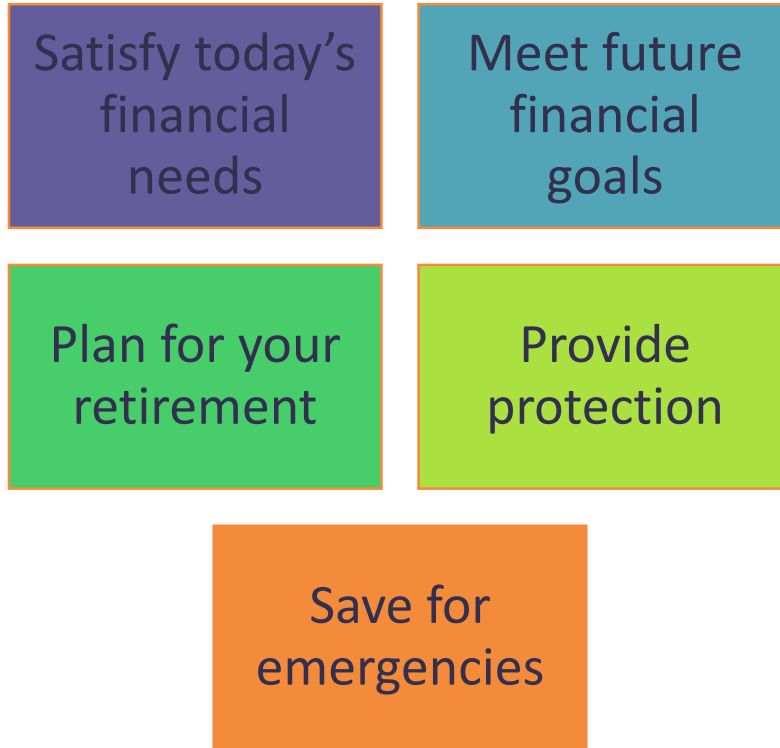 Satisfy today’s
financial
needs
Meet future
financial
goals
Plan for your
retirement
Provide
protection
Save for
emergencies